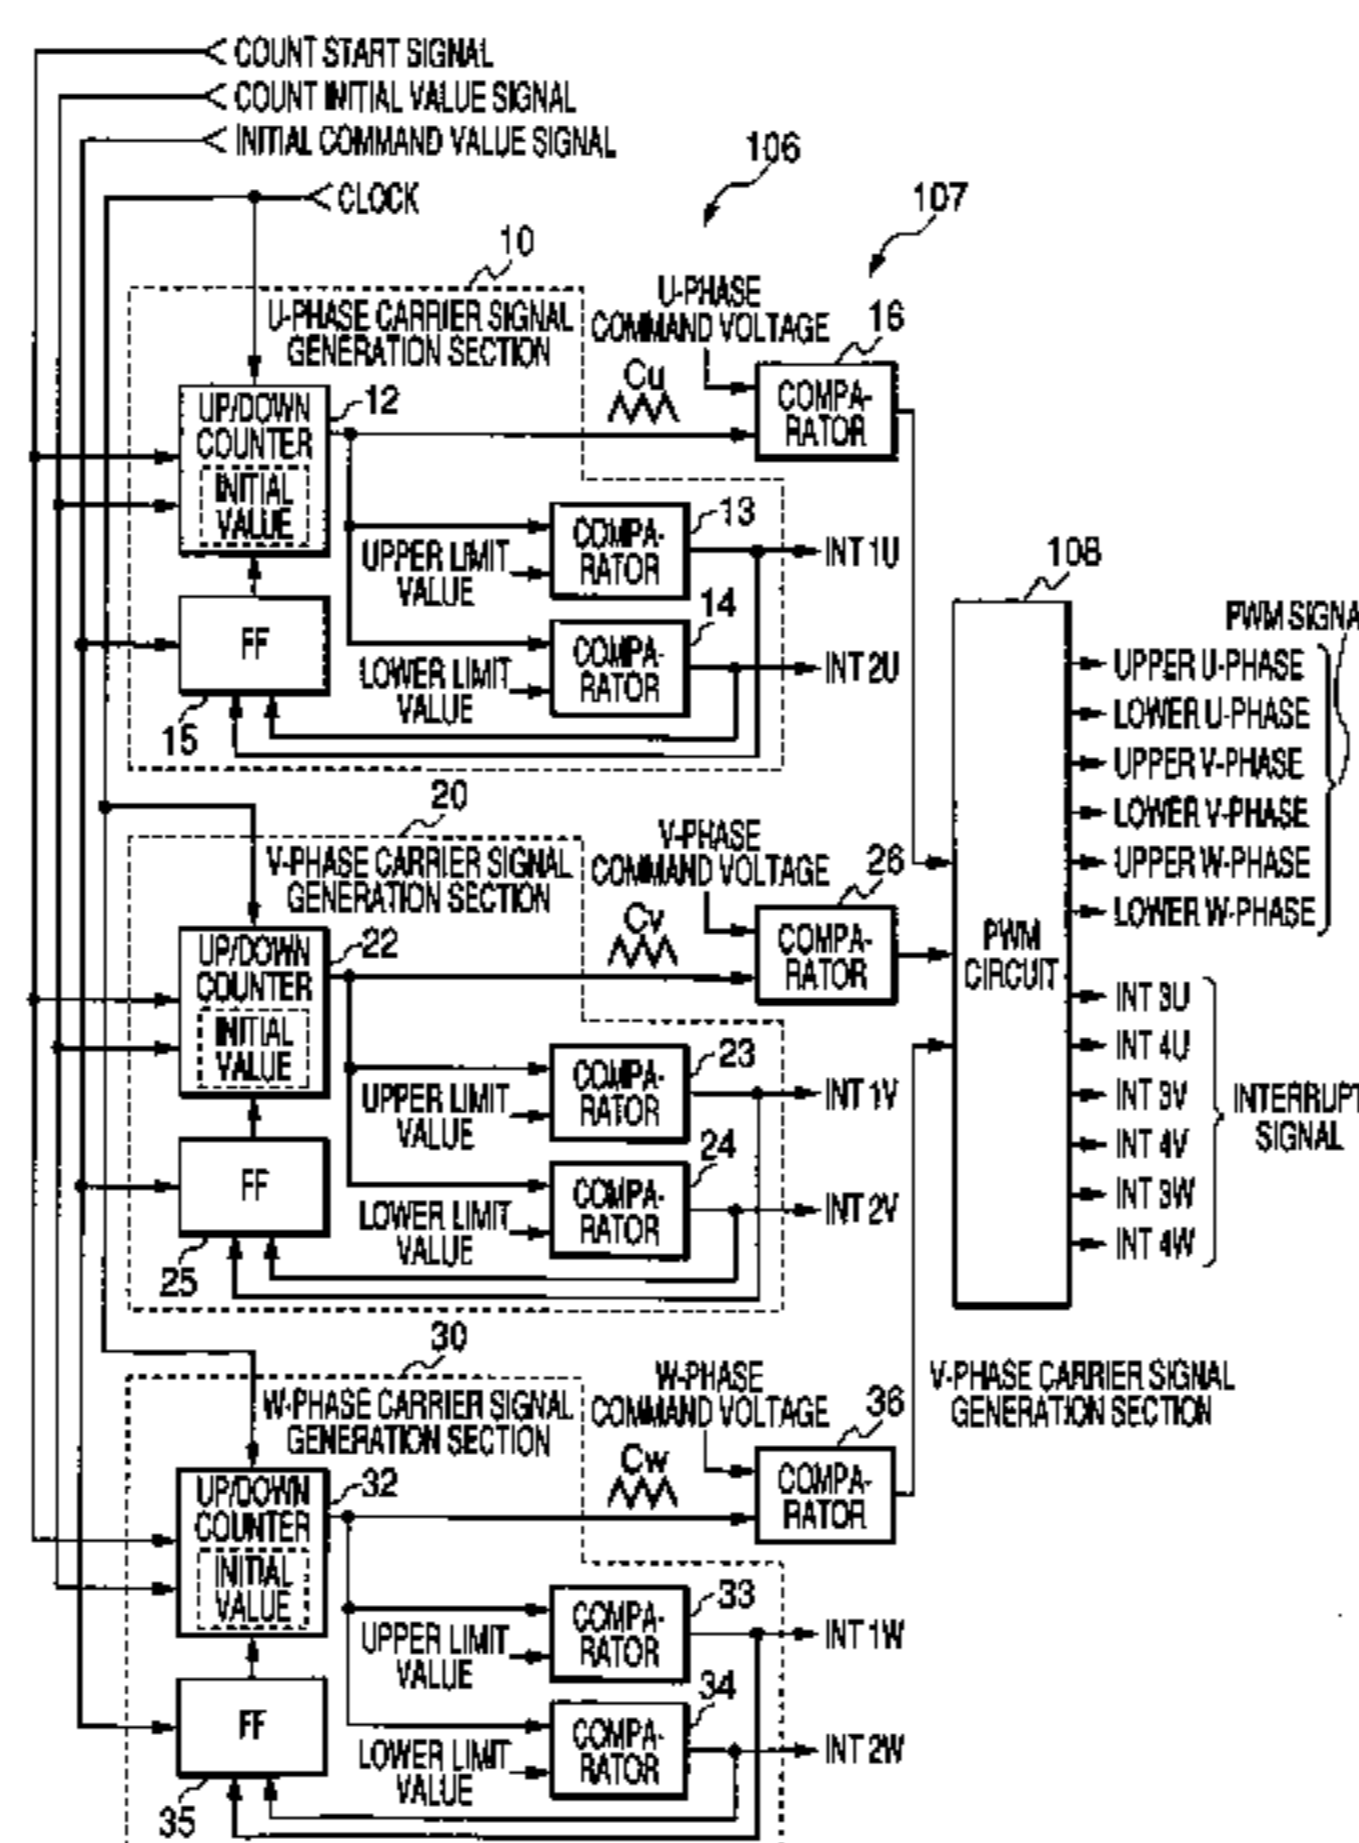 COUNT START SIGNAL
COUNT INITIAL VALUE SIGNAL
INITIAL COMMAND VALUE SIGNAL
CLOCK
106
107
10
U-PHASE CARRIER SIGNAL
GENERATION SECTION
U-PHASE
COMMAND VOLTAGE
16
Cu
COMPA-
RATOR
UP/DOWN
COUNTER
INITIAL
VALUE
12
UPPER LIMIT
VALUE
COMPA-
RATOR
13
INT 1U
FF
15
LOWER LIMIT
VALUE
COMPA-
RATOR
14
INT 2U
20
V-PHASE CARRIER SIGNAL
GENERATION SECTION
V-PHASE
COMMAND VOLTAGE
26
Cv
COMPA-
RATOR
UP/DOWN
COUNTER
INITIAL
VALUE
22
UPPER LIMIT
VALUE
COMPA-
RATOR
23
INT 1V
FF
25
LOWER LIMIT
VALUE
COMPA-
RATOR
24
INT 2V
30
W-PHASE CARRIER SIGNAL
GENERATION SECTION
W-PHASE
COMMAND VOLTAGE
36
Cw
COMPA-
RATOR
UP/DOWN
COUNTER
INITIAL
VALUE
32
UPPER LIMIT
VALUE
COMPA-
RATOR
33
INT 1W
FF
35
LOWER LIMIT
VALUE
COMPA-
RATOR
34
INT 2W
108
PWM
CIRCUIT
PWM SIGNA
UPPER U-PHASE
LOWER U-PHASE
UPPER V-PHASE
LOWER V-PHASE
UPPER W-PHASE
LOWER W-PHASE
INT 3U
INT 4U
INT 3V
INT 4V
INT 3W
INT 4W
INTERRUPT
SIGNAL
V-PHASE CARRIER SIGNAL
GENERATION SECTION